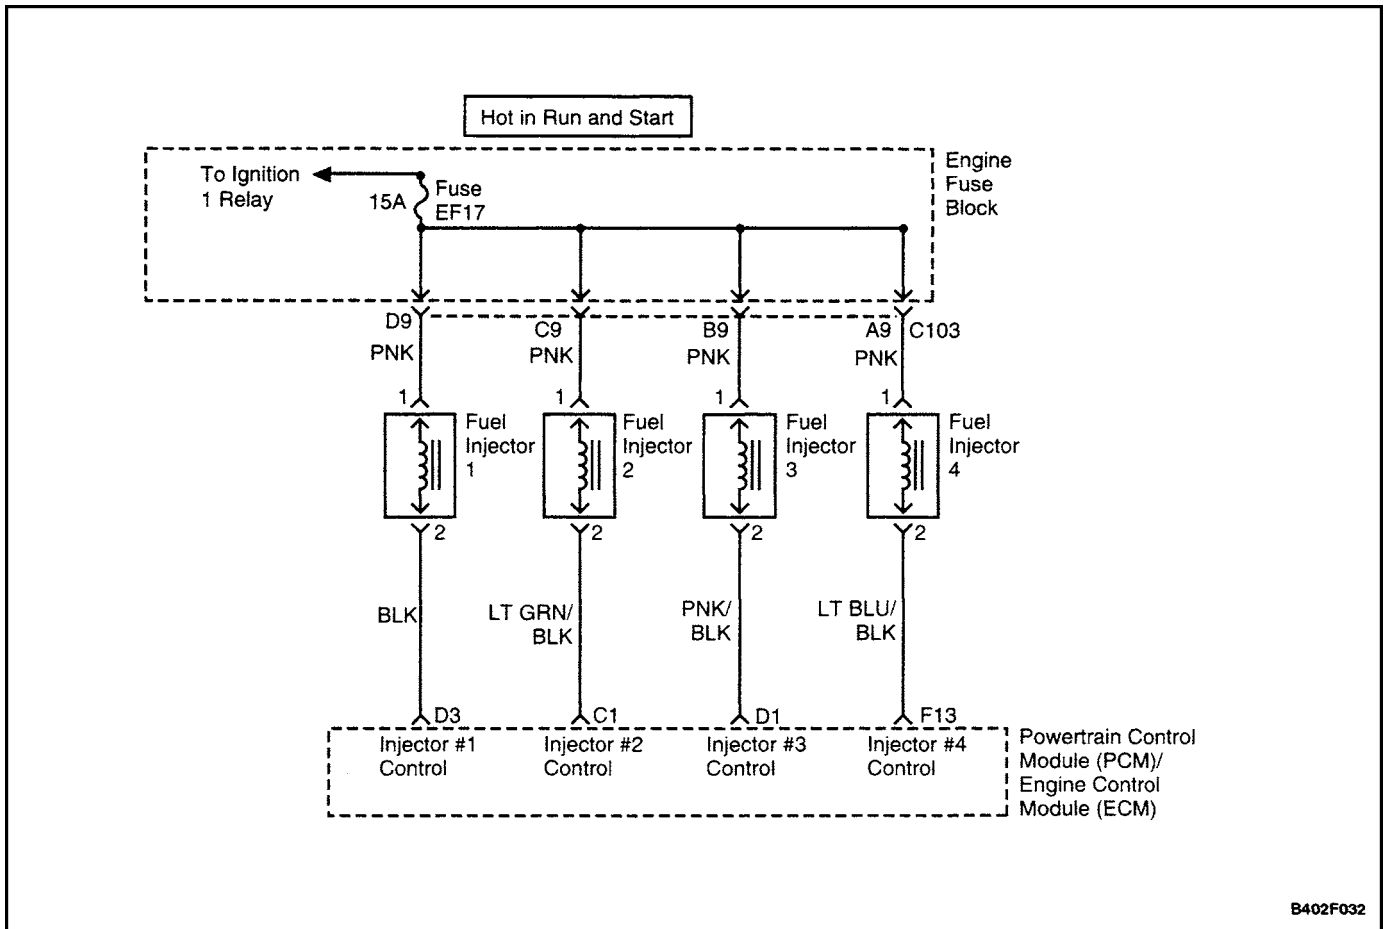 Hot in Run and Start
To Ignition
1 Relay
15A
Fuse
EF17
Engine
Fuse
Block
D9
C9
B9
A9
C103
PNK
PNK
PNK
PNK
1
1
1
1
Fuel
Injector
1
Fuel
Injector
2
Fuel
Injector
3
Fuel
Injector
4
2
2
2
2
BLK
LT GRN/
BLK
PNK/
BLK
LT BLU/
BLK
D3
C1
D1
F13
Injector #1
Control
Injector #2
Control
Injector #3
Control
Injector #4
Control
Powertrain Control
Module (PCM)/
Engine Control
Module (ECM)
B402F032